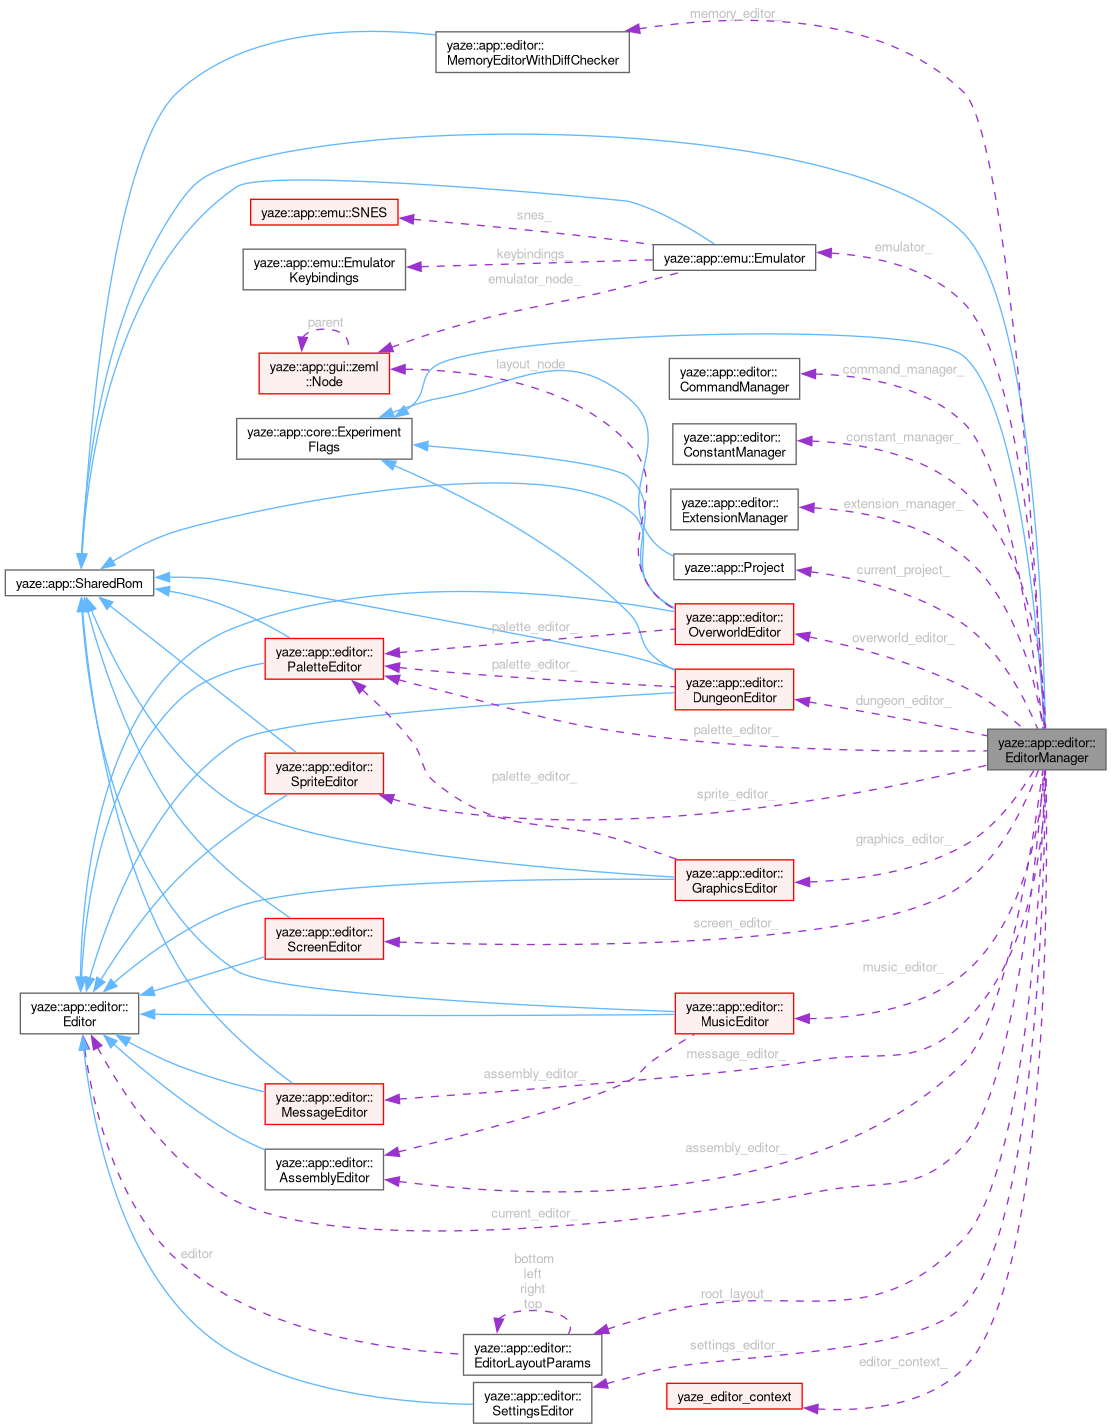 memory_editor_
yaze::app::editor::
MemoryEditorWithDiffChecker
yaze::app::emu::SNES
snes_
emulator_
keybindings_
yaze::app::emu::Emulator
yaze::app::emu::Emulator
Keybindings
emulator_node_
parent
yaze::app::gui::zeml
::Node
layout_node_
yaze::app::editor::
CommandManager
command_manager_
yaze::app::core::Experiment
Flags
yaze::app::editor::
ConstantManager
constant_manager_
yaze::app::editor::
ExtensionManager
extension_manager_
yaze::app::SharedRom
yaze::app::Project
current_project_
yaze::app::editor::
OverworldEditor
overworld_editor_
palette_editor_
yaze::app::editor::
PaletteEditor
palette_editor_
yaze::app::editor::
DungeonEditor
dungeon_editor_
palette_editor_
yaze::app::editor::
EditorManager
yaze::app::editor::
SpriteEditor
palette_editor_
sprite_editor_
graphics_editor_
yaze::app::editor::
GraphicsEditor
yaze::app::editor::
ScreenEditor
screen_editor_
music_editor_
yaze::app::editor::
Editor
yaze::app::editor::
MusicEditor
message_editor_
assembly_editor_
yaze::app::editor::
MessageEditor
yaze::app::editor::
AssemblyEditor
assembly_editor_
current_editor_
editor
bottom
left
right
top
root_layout_
yaze::app::editor::
EditorLayoutParams
settings_editor_
editor_context_
yaze::app::editor::
SettingsEditor
yaze_editor_context